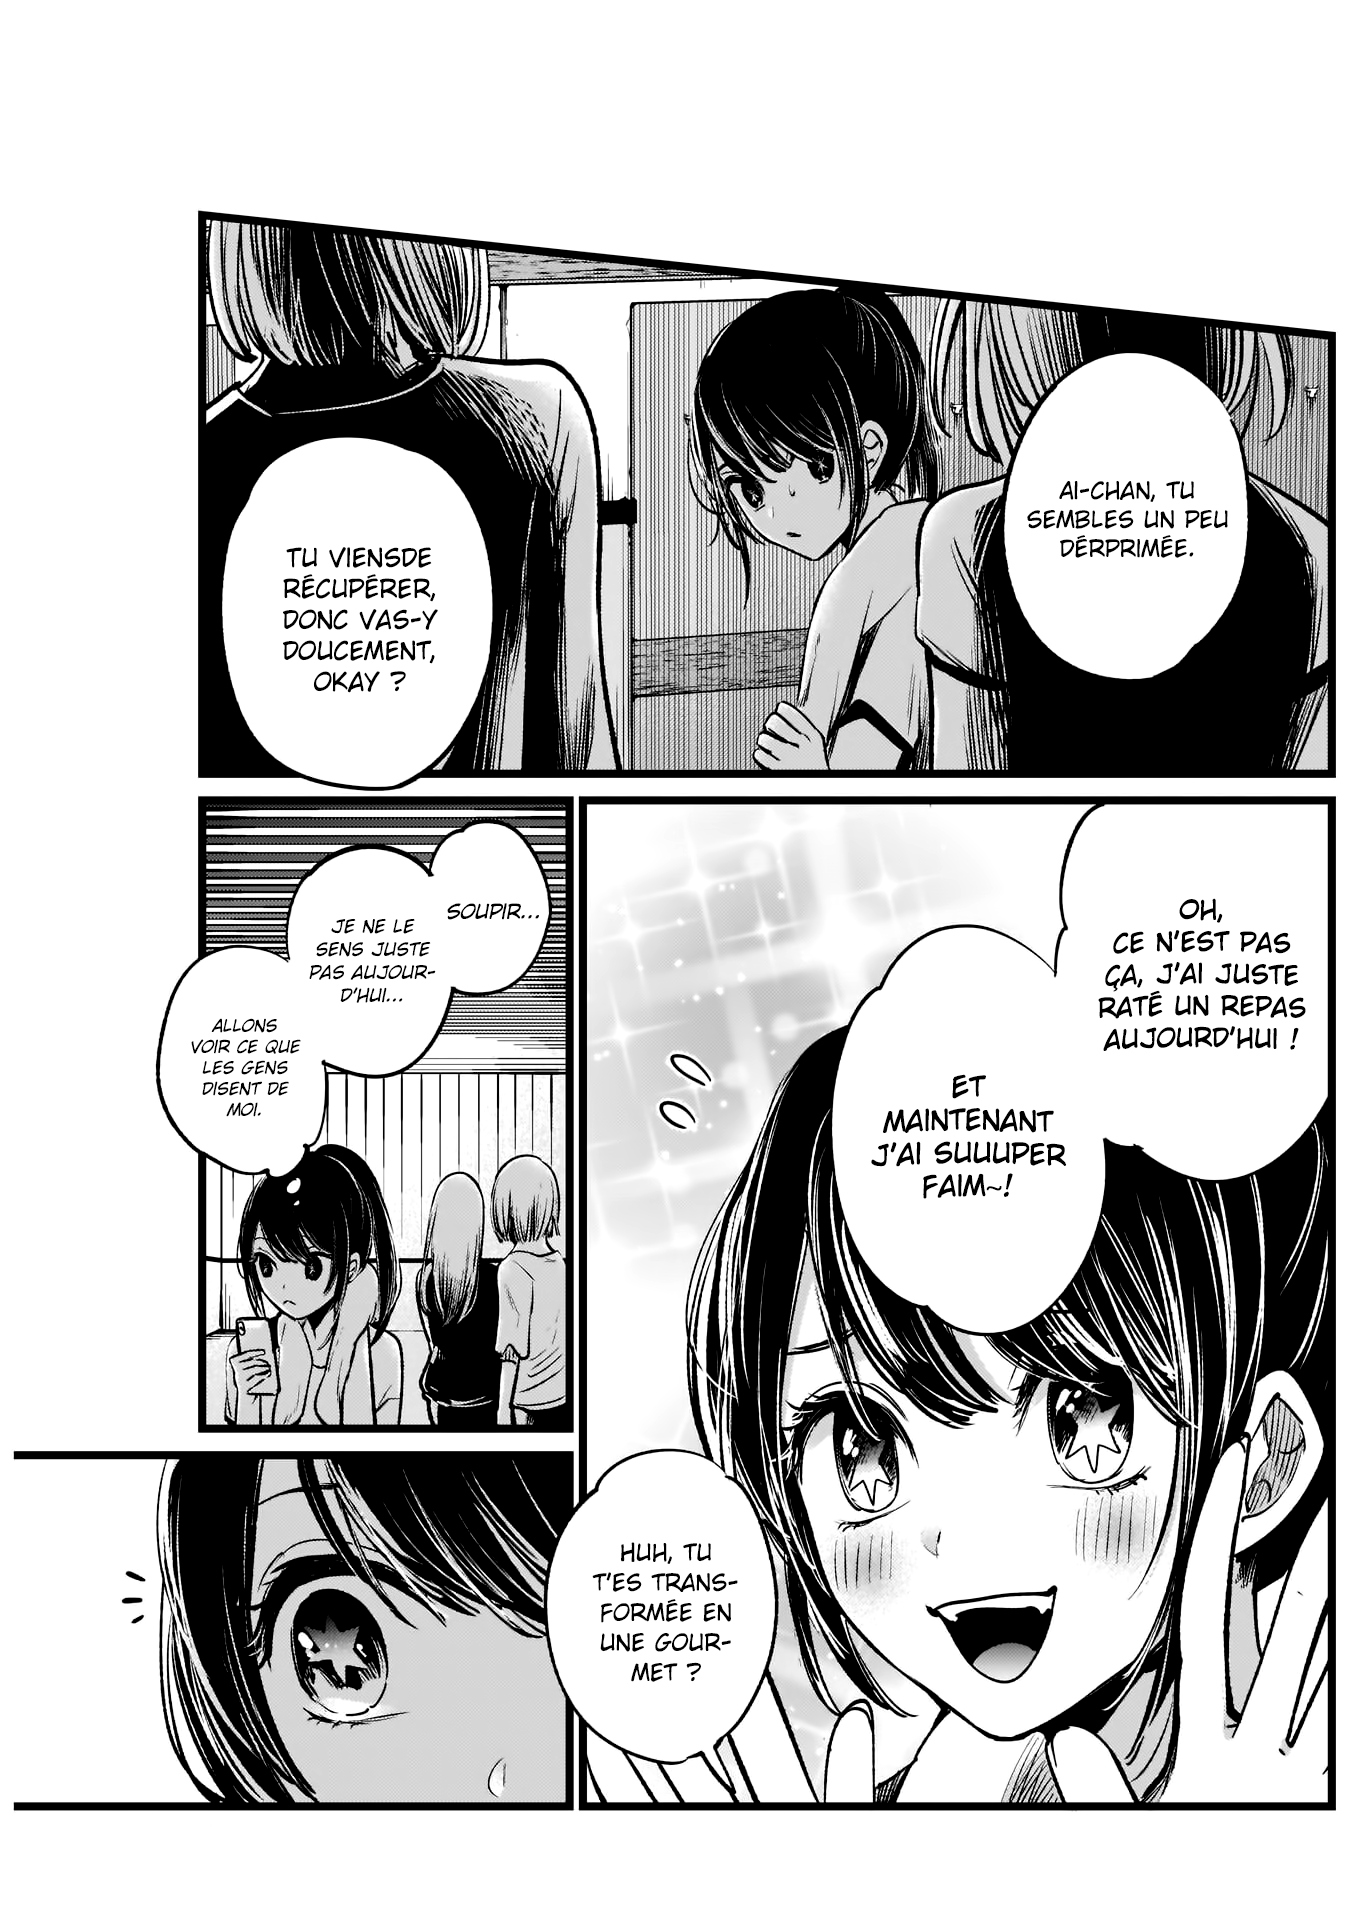 AI-CHAN, TU
SEMBLES UN PEU
DÉRPRIMÉE.
TU VIENSDE
RÉCUPÉRER,
DONC VAS-Y
DOUCEMENT,
OKAY ?
OH,
CE N'EST PAS
ÇA, J'AI JUSTE
RATÉ UN REPAS
AUJOURD'HUI !
ET
MAINTENANT
J'AI SUUUPER
FAIM~!
HUH, TU
T'ES TRANS-
FORMÉE EN
UNE GOUR-
MET ?
SOUPIR...
JE NE LE
SENS JUSTE
PAS AUJOUR-
D'HUI...
ALLONS
VOIR CE QUE
LES GENS
DISENT DE
MOI.